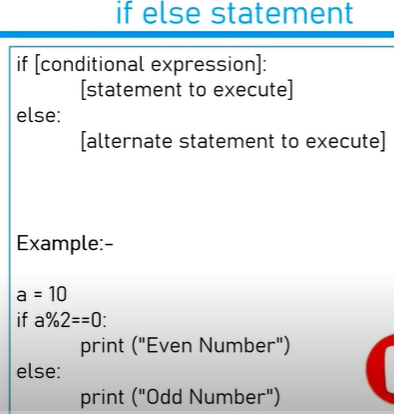 if else statement
if [conditional expression]:
[statement to execute]
else:
[alternate statement to execute]
Example:-
a = 10
if a%2==0:
print ("Even Number")
else:
print ("Odd Number")